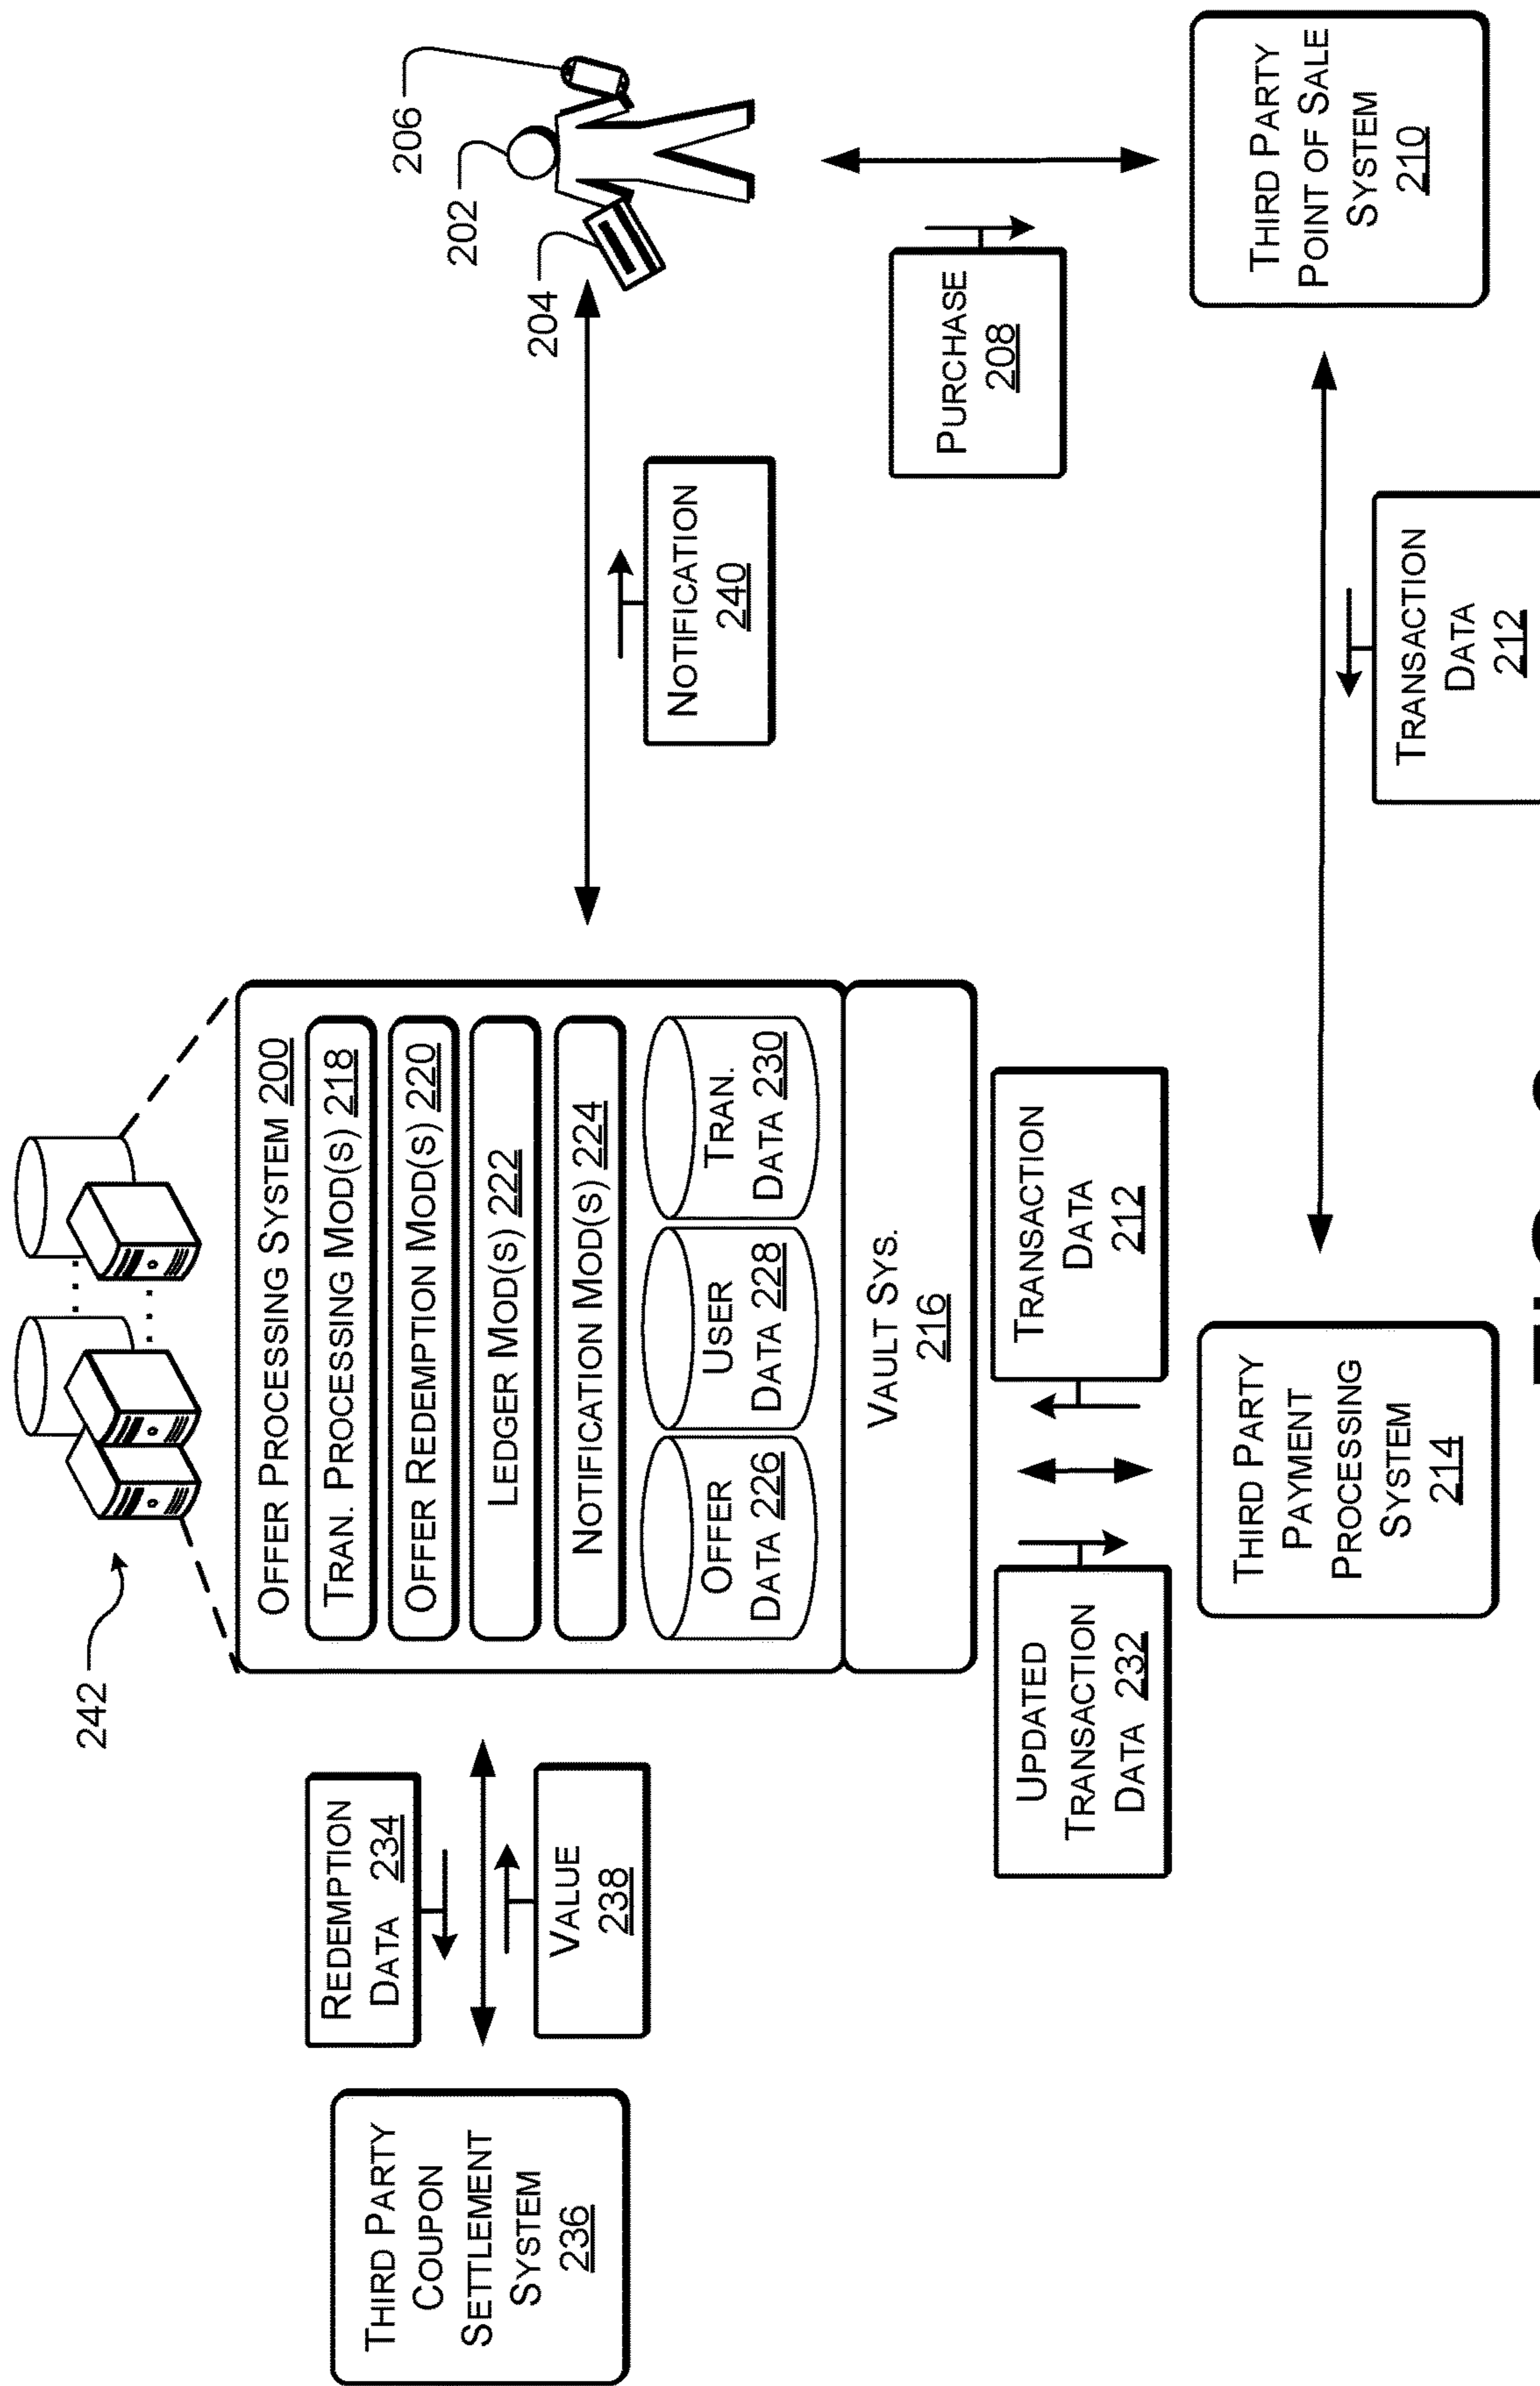 242
OFFER PROCESSING SYSTEM 200
TRAN. PROCESSING MOD(S) 218
OFFER REDEMPTION MOD(S) 220
LEDGER MOD(S) 222
NOTIFICATION MOD(S) 224
OFFER
DATA 226
USER
DATA 228
TRAN.
DATA 230
VAULT SYS.
216
REDEMPTION
DATA 234
VALUE
238
THIRD PARTY
COUPON
SETTLEMENT
SYSTEM
236
206
202
204
NOTIFICATION
240
PURCHASE
208
UPDATED
TRANSACTION
DATA 232
TRANSACTION
DATA
212
THIRD PARTY
PAYMENT
PROCESSING
SYSTEM
214
TRANSACTION
DATA
212
THIRD PARTY
POINT OF SALE
SYSTEM
210